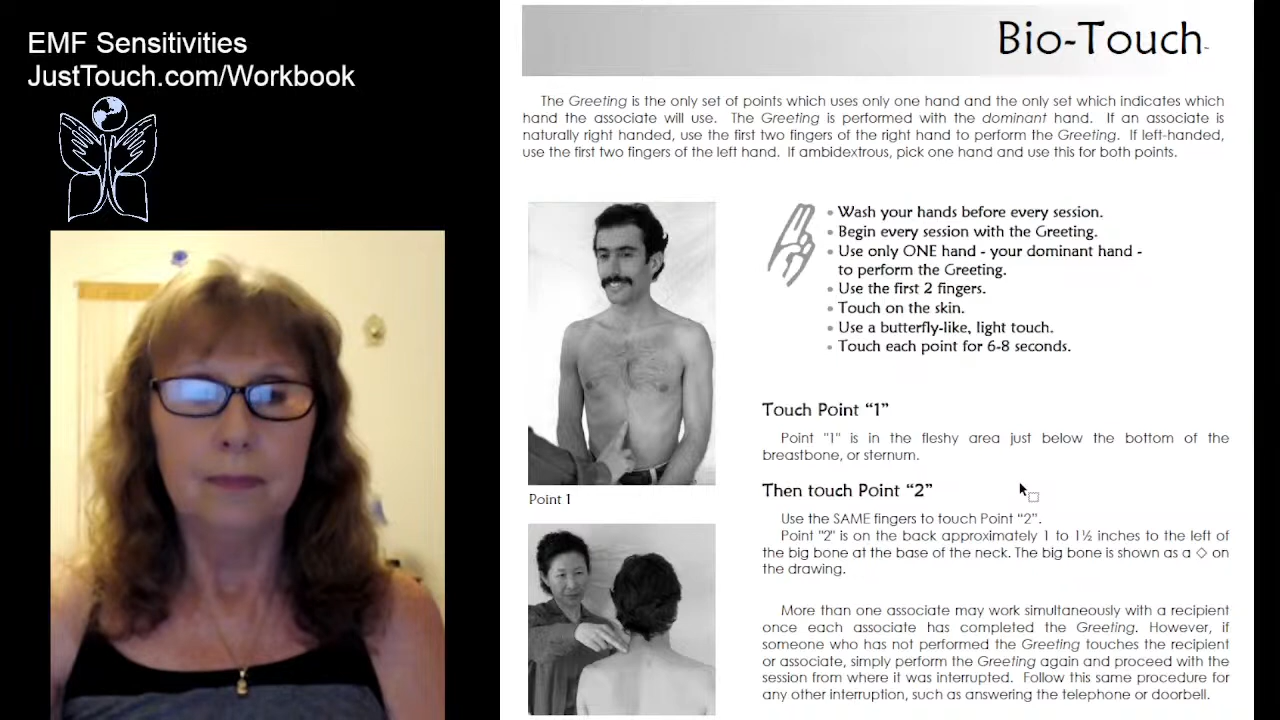 EMF Sensitivities
JustTouch.com/Workbook
Bio-Touch
The Greeting is the only set of points which uses only one hand and the only set which indicates which
hand the associate will use. The Greeting is performed with the dominant hand. If an associate is
naturally right handed, use the first two fingers of the right hand to perform the Greeting. If left-handed,
use the first two fingers of the left hand. If ambidextrous, pick one hand and use this for both points.
• Wash your hands before every session.
• Begin every session with the Greeting.
• Use only ONE hand - your dominant hand -
to perform the Greeting.
• Use the first 2 fingers.
• Touch on the skin.
• Use a butterfly-like, light touch.
• Touch each point for 6-8 seconds.
Touch Point “1”
Point "1" is in the fleshy area just below the bottom of the
breastbone, or sternum.
Point 1
Then touch Point “2”
Use the SAME fingers to touch Point “2”.
Point "2" is on the back approximately 1 to 1½ inches to the left of
the big bone at the base of the neck. The big bone is shown as a ◇ on
the drawing.
More than one associate may work simultaneously with a recipient
once each associate has completed the Greeting. However, if
someone who has not performed the Greeting touches the recipient
or associate, simply perform the Greeting again and proceed with the
session from where it was interrupted. Follow this same procedure for
any other interruption, such as answering the telephone or doorbell.